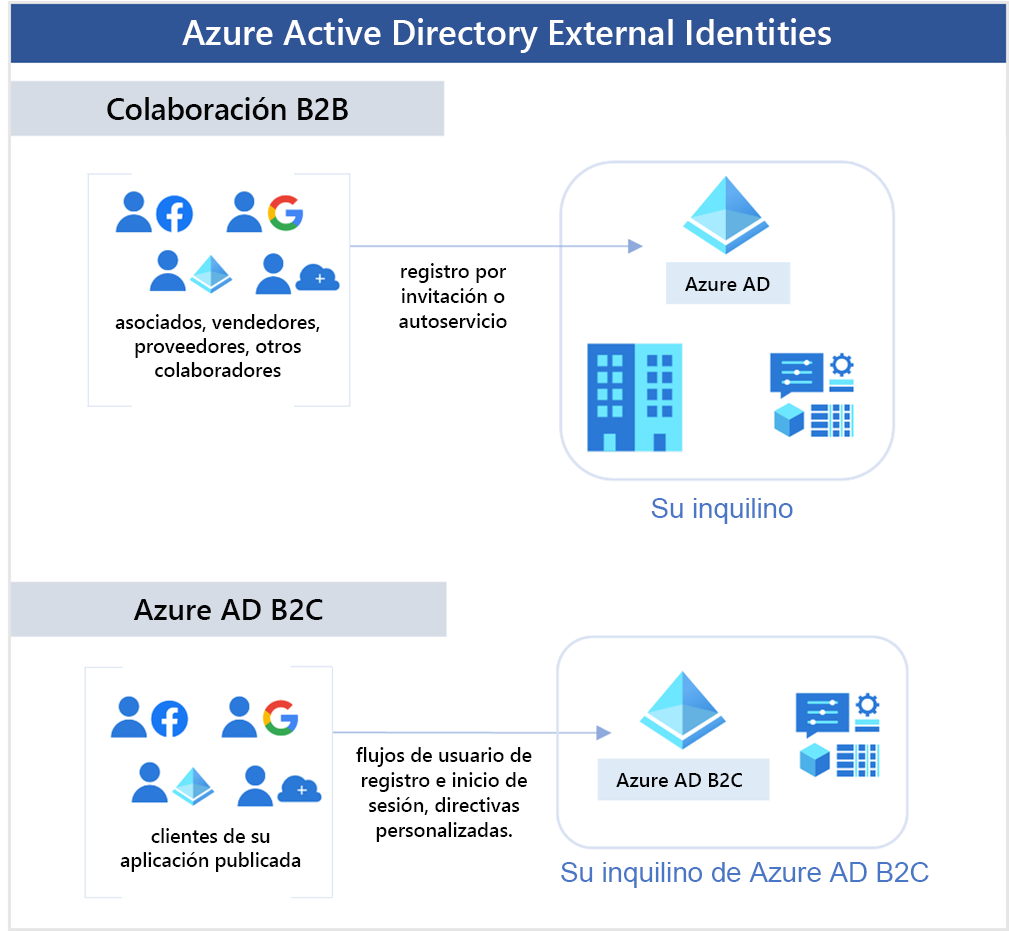 Azure Active Directory External Identities
Colaboración B2B
asociados, vendedores,
proveedores, otros
colaboradores
registro por
invitación o
autoservicio
Azure AD
Su inquilino
Azure AD B2C
clientes de su
aplicación publicada
flujos de usuario de
registro e inicio de
sesión, directivas
personalizadas.
Azure AD B2C
Su inquilino de Azure AD B2C